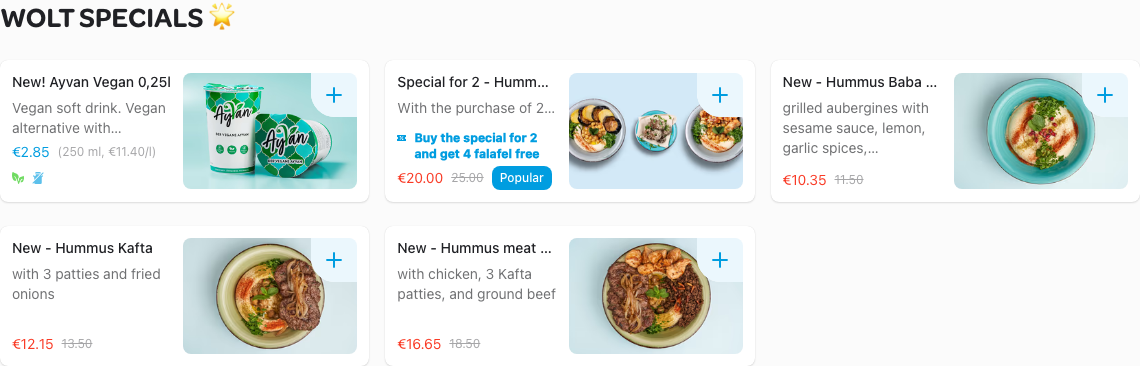 WOLT SPECIALS 🌟
New! Ayvan Vegan 0,25l
Vegan soft drink. Vegan
alternative with...
€2.85 (250 ml, €11.40/l)
Ayvan
Ayvan
Special for 2 - Humm...
With the purchase of 2...
Buy the special for 2
and get 4 falafel free
€20.00 25.00 Popular
New - Hummus Baba ...
grilled aubergines with
sesame sauce, lemon,
garlic spices,...
€10.35 11.50
New - Hummus Kafta
with 3 patties and fried
onions
€12.15 13.50
New - Hummus meat ...
with chicken, 3 Kafta
patties, and ground beef
€16.65 18.50